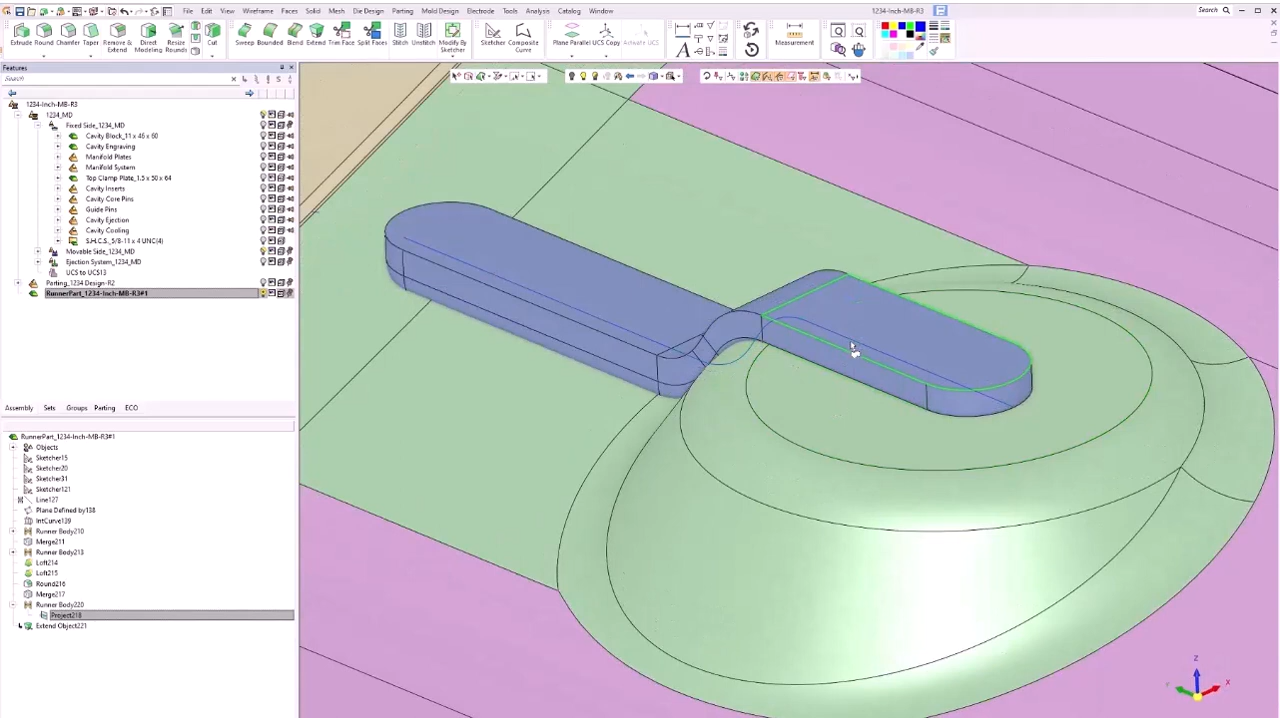 File Edit View Wireframe Faces Solids Mesh Die Design Parting Mold Design Electrode Tools Analysis Catalog Window
1234-Inch-MB-R3
Search
Extrude Round Chamfer Taper Remove & Extend Direct Modeling Resize Rounds Cut Sweep Bounded Blend Extend Trim Face Split Faces Stitch Unstitch Modify By Sketcher Sketcher Composite Curve Plane Parallel UCS Copy Activate UCS Measurement
Features
Search
1234-Inch-MB-R3
1234_MD
Fixed Side_1234_MD
Cavity Block_11 x 46 x 60
Cavity Engraving
Manifold Plates
Manifold System
Top Clamp Plate_1.5 x 50 x 64
Cavity Inserts
Cavity Core Pins
Guide Pins
Cavity Ejection
Cavity Cooling
S.H.C.S._5/8-11 x 4 UNC(4)
Movable Side_1234_MD
Ejection System_1234_MD
UCS to UCS13
Parting_1234 Design-R2
RunnerPart_1234-Inch-MB-R3#1
Assembly Sets Groups Parting ECO
RunnerPart_1234-Inch-MB-R3#1
Objects
Sketcher15
Sketcher20
Sketcher31
Sketcher121
Line127
Plane Defined by138
IntCurve139
Runner Body210
Merge211
Runner Body213
Loft214
Loft215
Round216
Merge217
Runner Body220
Project218
Extend Object221
Z
Y
X